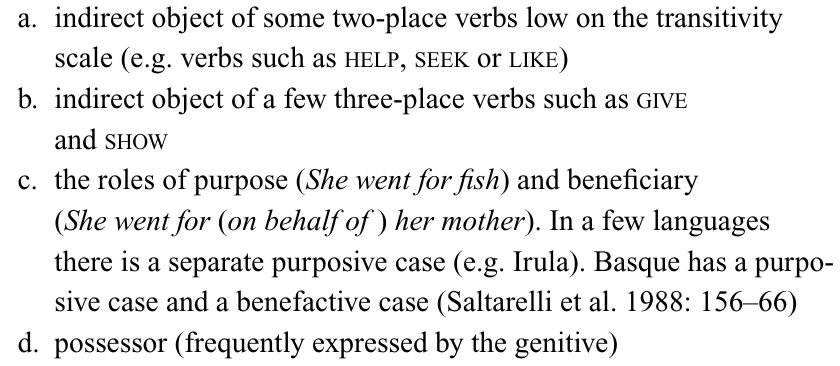 a. indirect object of some two-place verbs low on the transitivity
scale (e.g. verbs such as HELP, SEEK or LIKE)
b. indirect object of a few three-place verbs such as GIVE
and SHOW
c. the roles of purpose (She went for fish) and beneficiary
(She went for (on behalf of ) her mother). In a few languages
there is a separate purposive case (e.g. Irula). Basque has a purpo-
sive case and a benefactive case (Saltarelli et al. 1988: 156–66)
d. possessor (frequently expressed by the genitive)